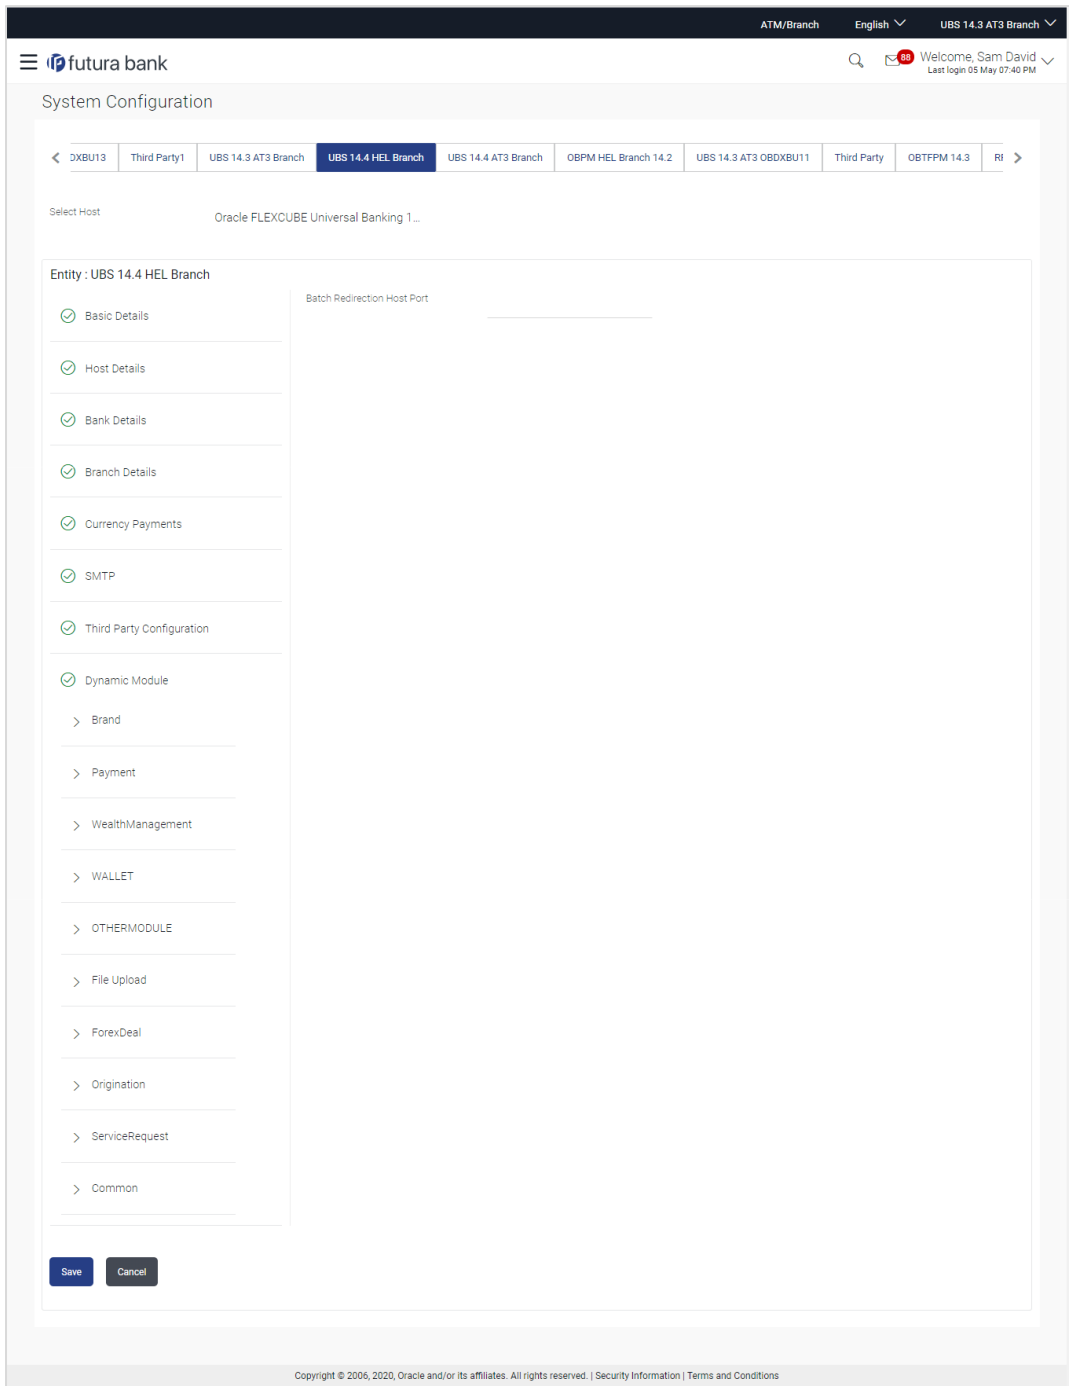 ATM/Branch English UBS 14.3 AT3 Branch
futura bank 88 Welcome, Sam David
Last login 05 May 07:40 PM
System Configuration
DXBU13 Third Party1 UBS 14.3 AT3 Branch UBS 14.4 HEL Branch UBS 14.4 AT3 Branch OBPM HEL Branch 14.2 UBS 14.3 AT3 OBDXBU11 Third Party OBTFPM 14.3
Select Host Oracle FLEXCUBE Universal Banking 1...
Entity : UBS 14.4 HEL Branch
Batch Redirection Host Port
Basic Details
Host Details
Bank Details
Branch Details
Currency Payments
SMTP
Third Party Configuration
Dynamic Module
Brand
Payment
WealthManagement
WALLET
OTHERMODULE
File Upload
ForexDeal
Origination
ServiceRequest
Common
Save Cancel
Copyright © 2006, 2020, Oracle and/or its affiliates. All rights reserved. | Security Information | Terms and Conditions